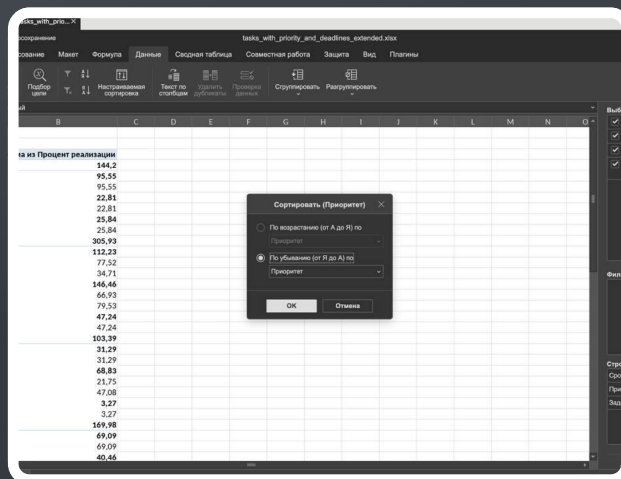 tasks_with_prio... ×
осохранение
tasks_with_priority_and_deadlines_extended.xlsx
сование Макет Формула Данные Сводная таблица Совместная работа Защита Вид Плагины
Подбор цели
Настраиваемая сортировка
Текст по столбцам
Удалить дубликаты
Проверка данных
Сгруппировать
Разгруппировать
ый
B C D E F G H I J K L M N O
ма из Процент реализации
144,2
95,55
95,55
22,81
22,81
25,84
25,84
305,93
112,23
77,52
34,71
146,46
66,93
79,53
47,24
47,24
103,39
31,29
31,29
68,83
21,75
47,08
3,27
3,27
169,98
69,09
69,09
40,46
Сортировать (Приоритет)
По возрастанию (от А до Я) по
Приоритет
По убыванию (от Я до А) по
Приоритет
OK Отмена
Выб
Фил
Стро
Сро
При
Зад